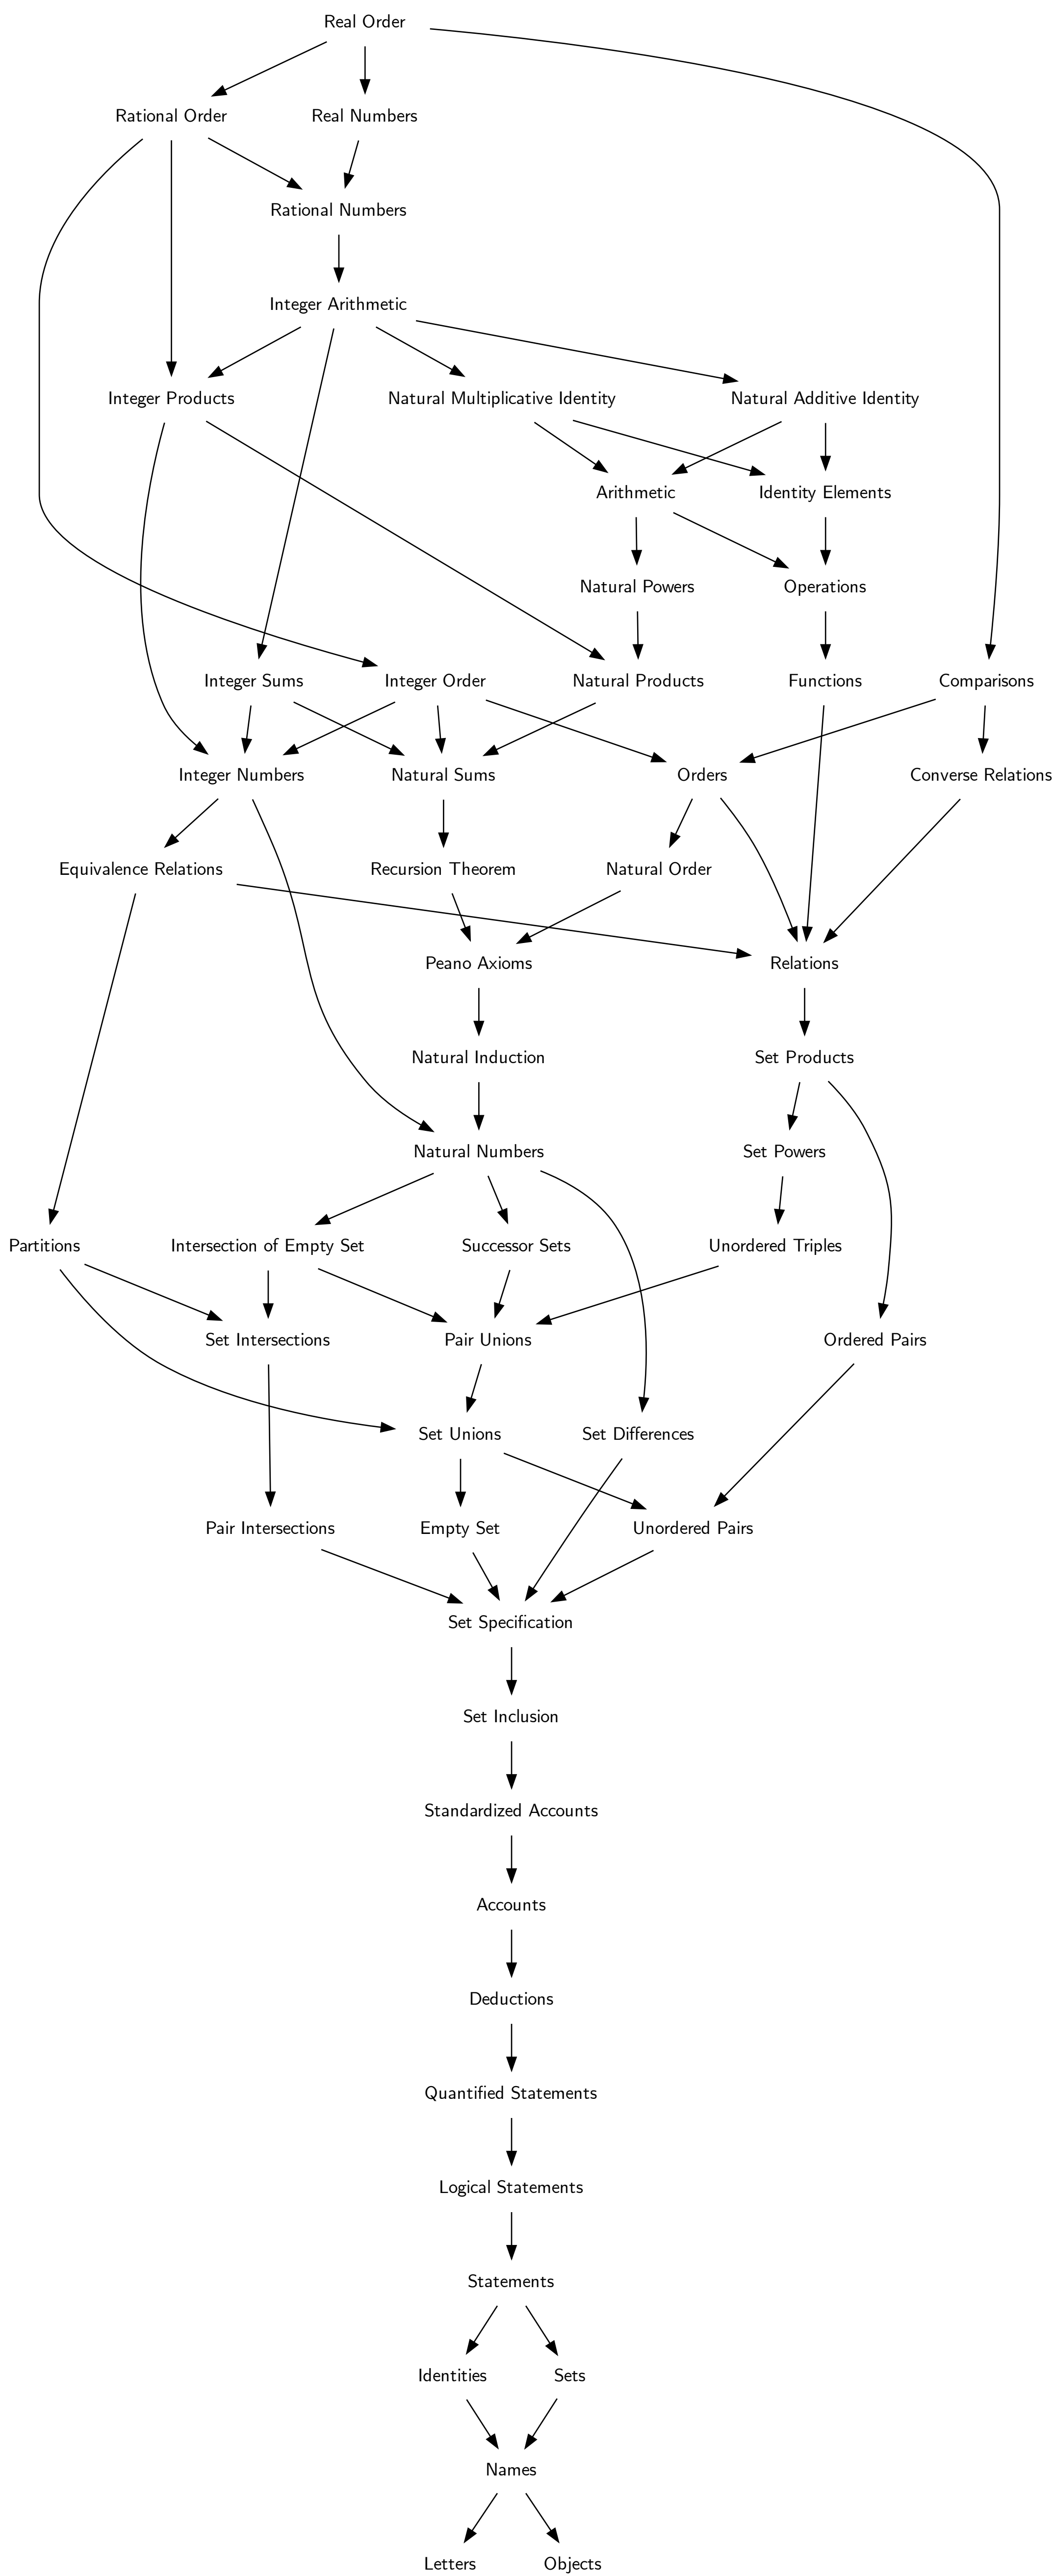 Real Order
Rational Order
Real Numbers
Rational Numbers
Integer Arithmetic
Integer Products
Natural Multiplicative Identity
Natural Additive Identity
Arithmetic
Identity Elements
Natural Powers
Operations
Integer Sums
Integer Order
Natural Products
Functions
Comparisons
Integer Numbers
Natural Sums
Orders
Converse Relations
Equivalence Relations
Recursion Theorem
Natural Order
Peano Axioms
Relations
Natural Induction
Set Products
Natural Numbers
Set Powers
Partitions
Intersection of Empty Set
Successor Sets
Unordered Triples
Set Intersections
Pair Unions
Ordered Pairs
Set Unions
Set Differences
Pair Intersections
Empty Set
Unordered Pairs
Set Specification
Set Inclusion
Standardized Accounts
Accounts
Deductions
Quantified Statements
Logical Statements
Statements
Identities
Sets
Names
Letters
Objects